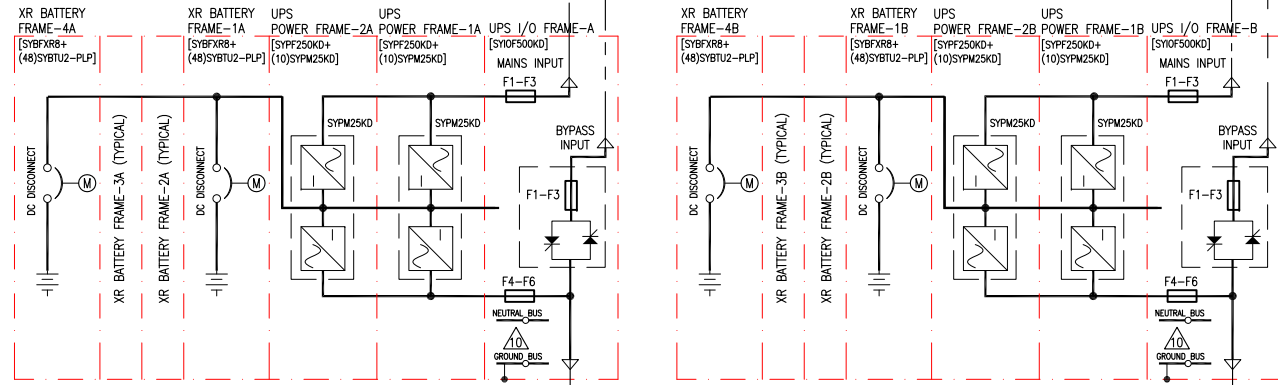 XR BATTERY
FRAME-4A
[SYBFXR8+
(48)SYBTU2-PLP]
XR BATTERY
FRAME-1A
[SYBFXR8+
(48)SYBTU2-PLP]
UPS
POWER FRAME-2A
[SYPF250KD+
(10)SYPM25KD]
UPS
POWER FRAME-1A
[SYPF250KD+
(10)SYPM25KD]
UPS I/O FRAME-A
[SYIOF500KD]
MAINS INPUT
F1-F3
SYPM25KD
SYPM25KD
BYPASS
INPUT
F1-F3
DC DISCONNECT
M
XR BATTERY FRAME-3A (TYPICAL)
XR BATTERY FRAME-2A (TYPICAL)
DC DISCONNECT
M
F4-F6
NEUTRAL BUS
10
GROUND BUS
XR BATTERY
FRAME-4B
[SYBFXR8+
(48)SYBTU2-PLP]
XR BATTERY
FRAME-1B
[SYBFXR8+
(48)SYBTU2-PLP]
UPS
POWER FRAME-2B
[SYPF250KD+
(10)SYPM25KD]
UPS
POWER FRAME-1B
[SYPF250KD+
(10)SYPM25KD]
UPS I/O FRAME-B
[SYIOF500KD]
MAINS INPUT
F1-F3
SYPM25KD
SYPM25KD
BYPASS
INPUT
F1-F3
DC DISCONNECT
M
XR BATTERY FRAME-3B (TYPICAL)
XR BATTERY FRAME-2B (TYPICAL)
DC DISCONNECT
M
F4-F6
NEUTRAL BUS
10
GROUND BUS